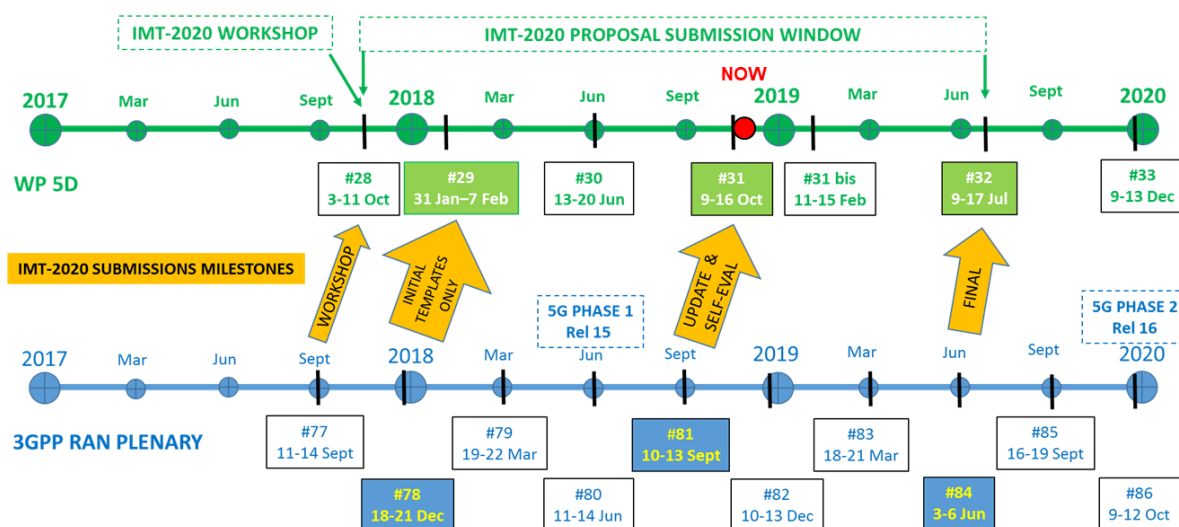 IMT-2020 WORKSHOP
IMT-2020 PROPOSAL SUBMISSION WINDOW
NOW
2017
Mar
Jun
Sept
2018
Mar
Jun
Sept
2019
Mar
Jun
Sept
2020
WP 5D
#28
3-11 Oct
#29
31 Jan–7 Feb
#30
13-20 Jun
#31
9-16 Oct
#31 bis
11-15 Feb
#32
9-17 Jul
#33
9-13 Dec
IMT-2020 SUBMISSIONS MILESTONES
WORKSHOP
INITIAL
TEMPLATES
ONLY
UPDATE &
SELF-EVAL
FINAL
5G PHASE 1
Rel 15
5G PHASE 2
Rel 16
2017
Mar
Jun
Sept
2018
Mar
Jun
Sept
2019
Mar
Jun
Sept
2020
3GPP RAN PLENARY
#77
11-14 Sept
#78
18-21 Dec
#79
19-22 Mar
#80
11-14 Jun
#81
10-13 Sept
#82
10-13 Dec
#83
18-21 Mar
#84
3-6 Jun
#85
16-19 Sept
#86
9-12 Oct